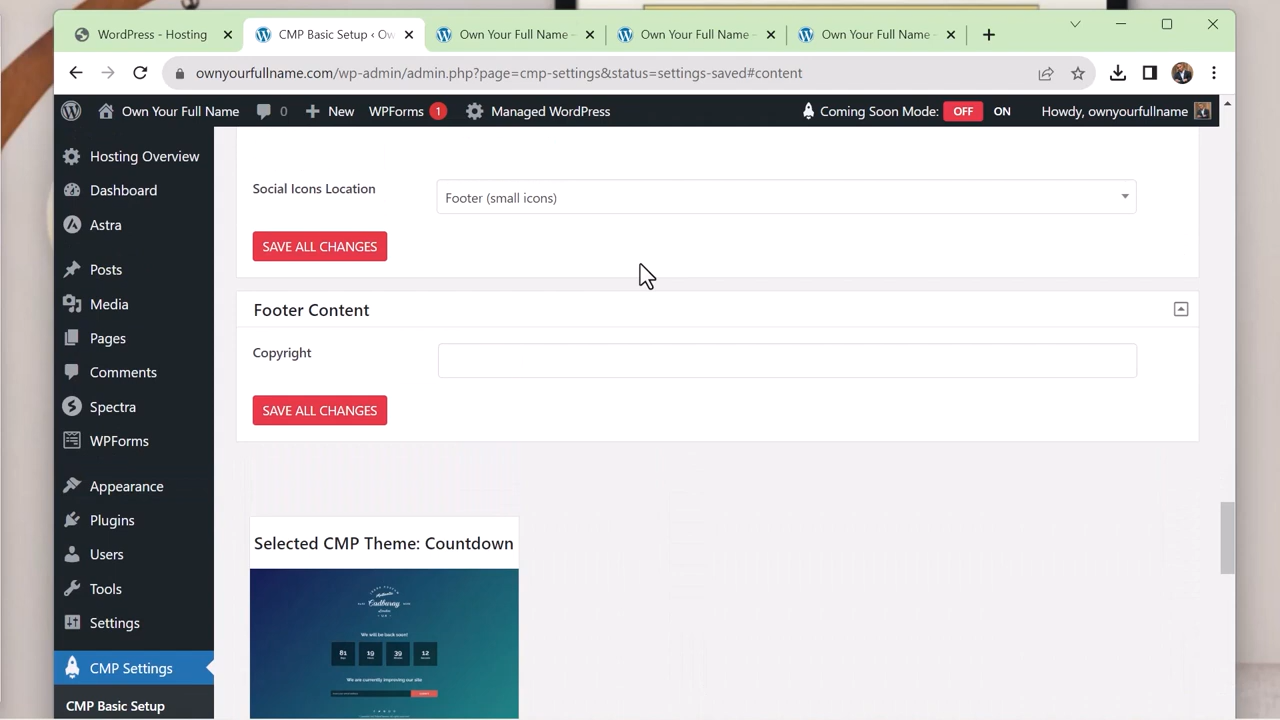 WordPress - Hosting
CMP Basic Setup ‹ Ow
Own Your Full Name –
Own Your Full Name –
Own Your Full Name –
ownyourfullname.com/wp-admin/admin.php?page=cmp-settings&status=settings-saved#content
Own Your Full Name 0 New WPForms 1 Managed WordPress Coming Soon Mode: OFF ON Howdy, ownyourfullname
Hosting Overview
Dashboard
Astra
Posts
Media
Pages
Comments
Spectra
WPForms
Appearance
Plugins
Users
Tools
Settings
CMP Settings
CMP Basic Setup
Social Icons Location
Footer (small icons)
SAVE ALL CHANGES
Footer Content
Copyright
SAVE ALL CHANGES
Selected CMP Theme: Countdown
Cudburay
We will be back soon!
81 19 39 12
We are currently improving our site